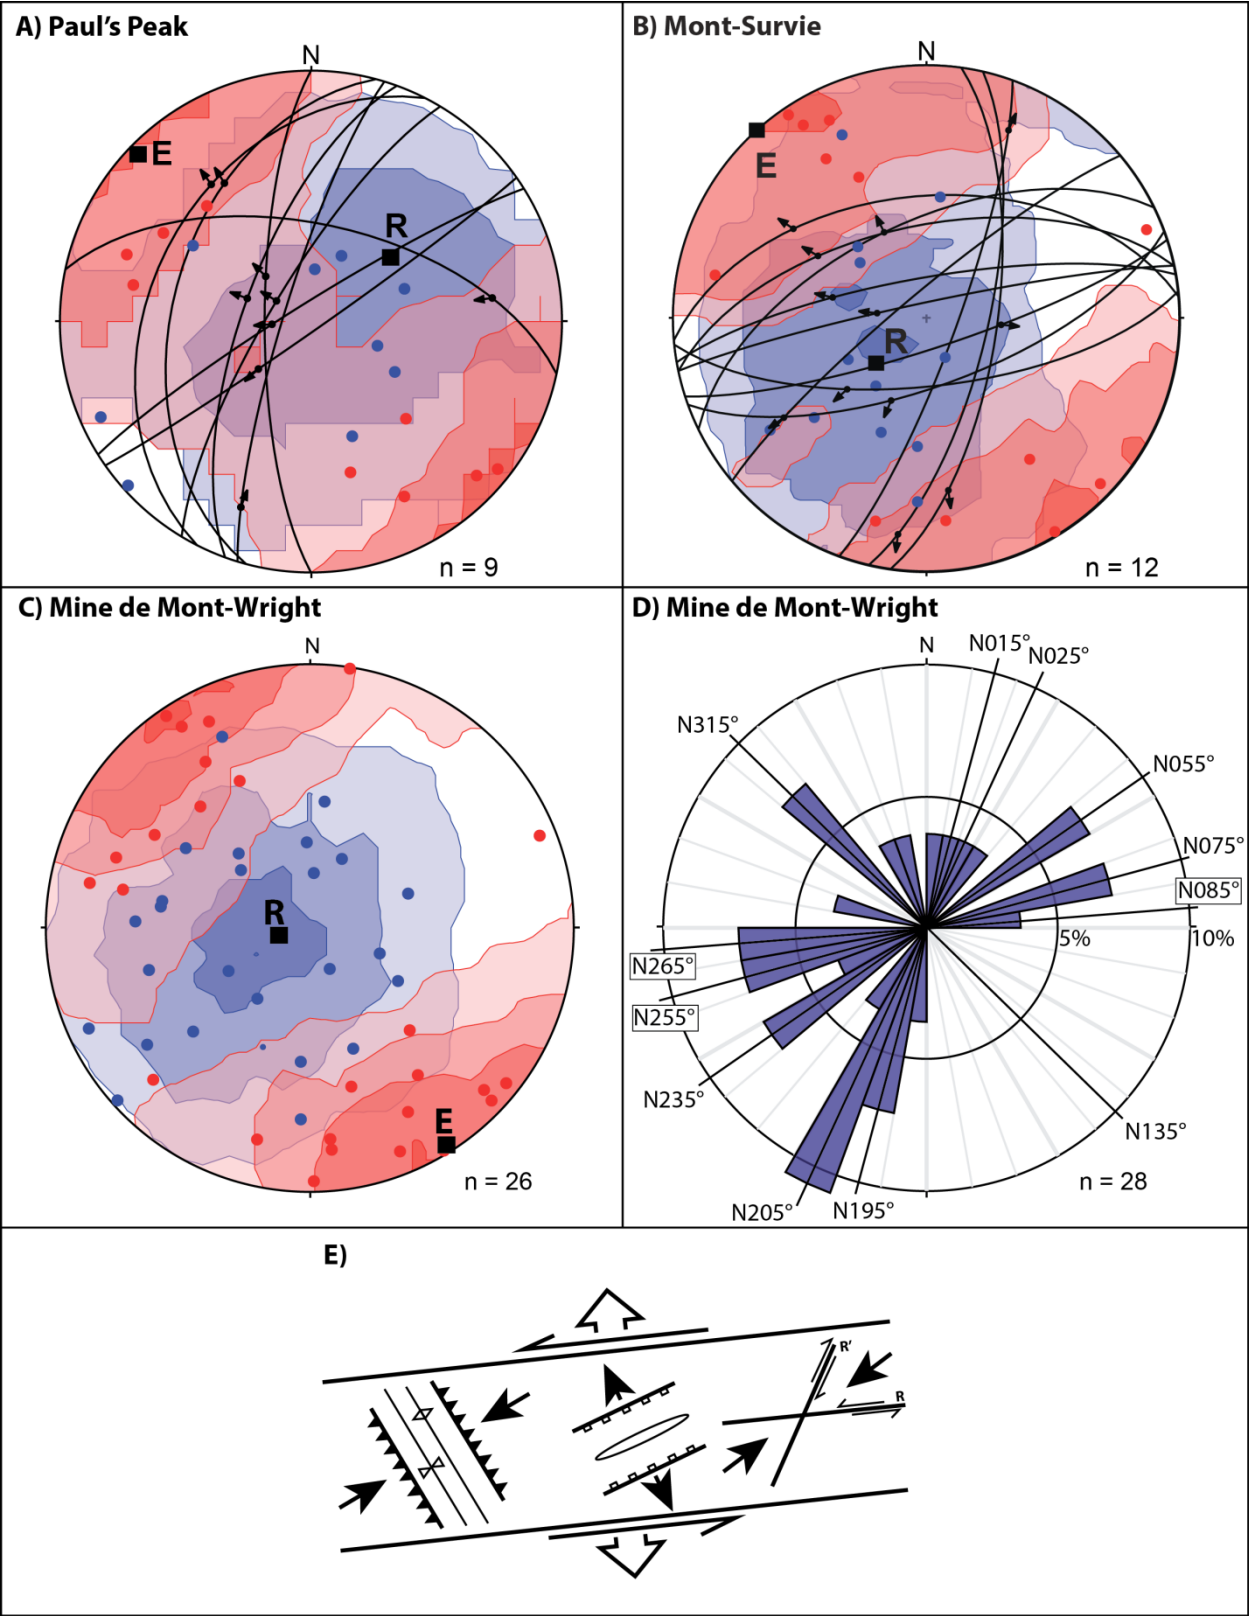 A) Paul's Peak
N
E
R
n = 9
B) Mont-Survie
N
E
R
n = 12
C) Mine de Mont-Wright
N
R
E
n = 26
D) Mine de Mont-Wright
N
N015°
N025°
N315°
N055°
N075°
N085°
5%
10%
N265°
N255°
N235°
N135°
N205°
N195°
n = 28
E)
R'
R